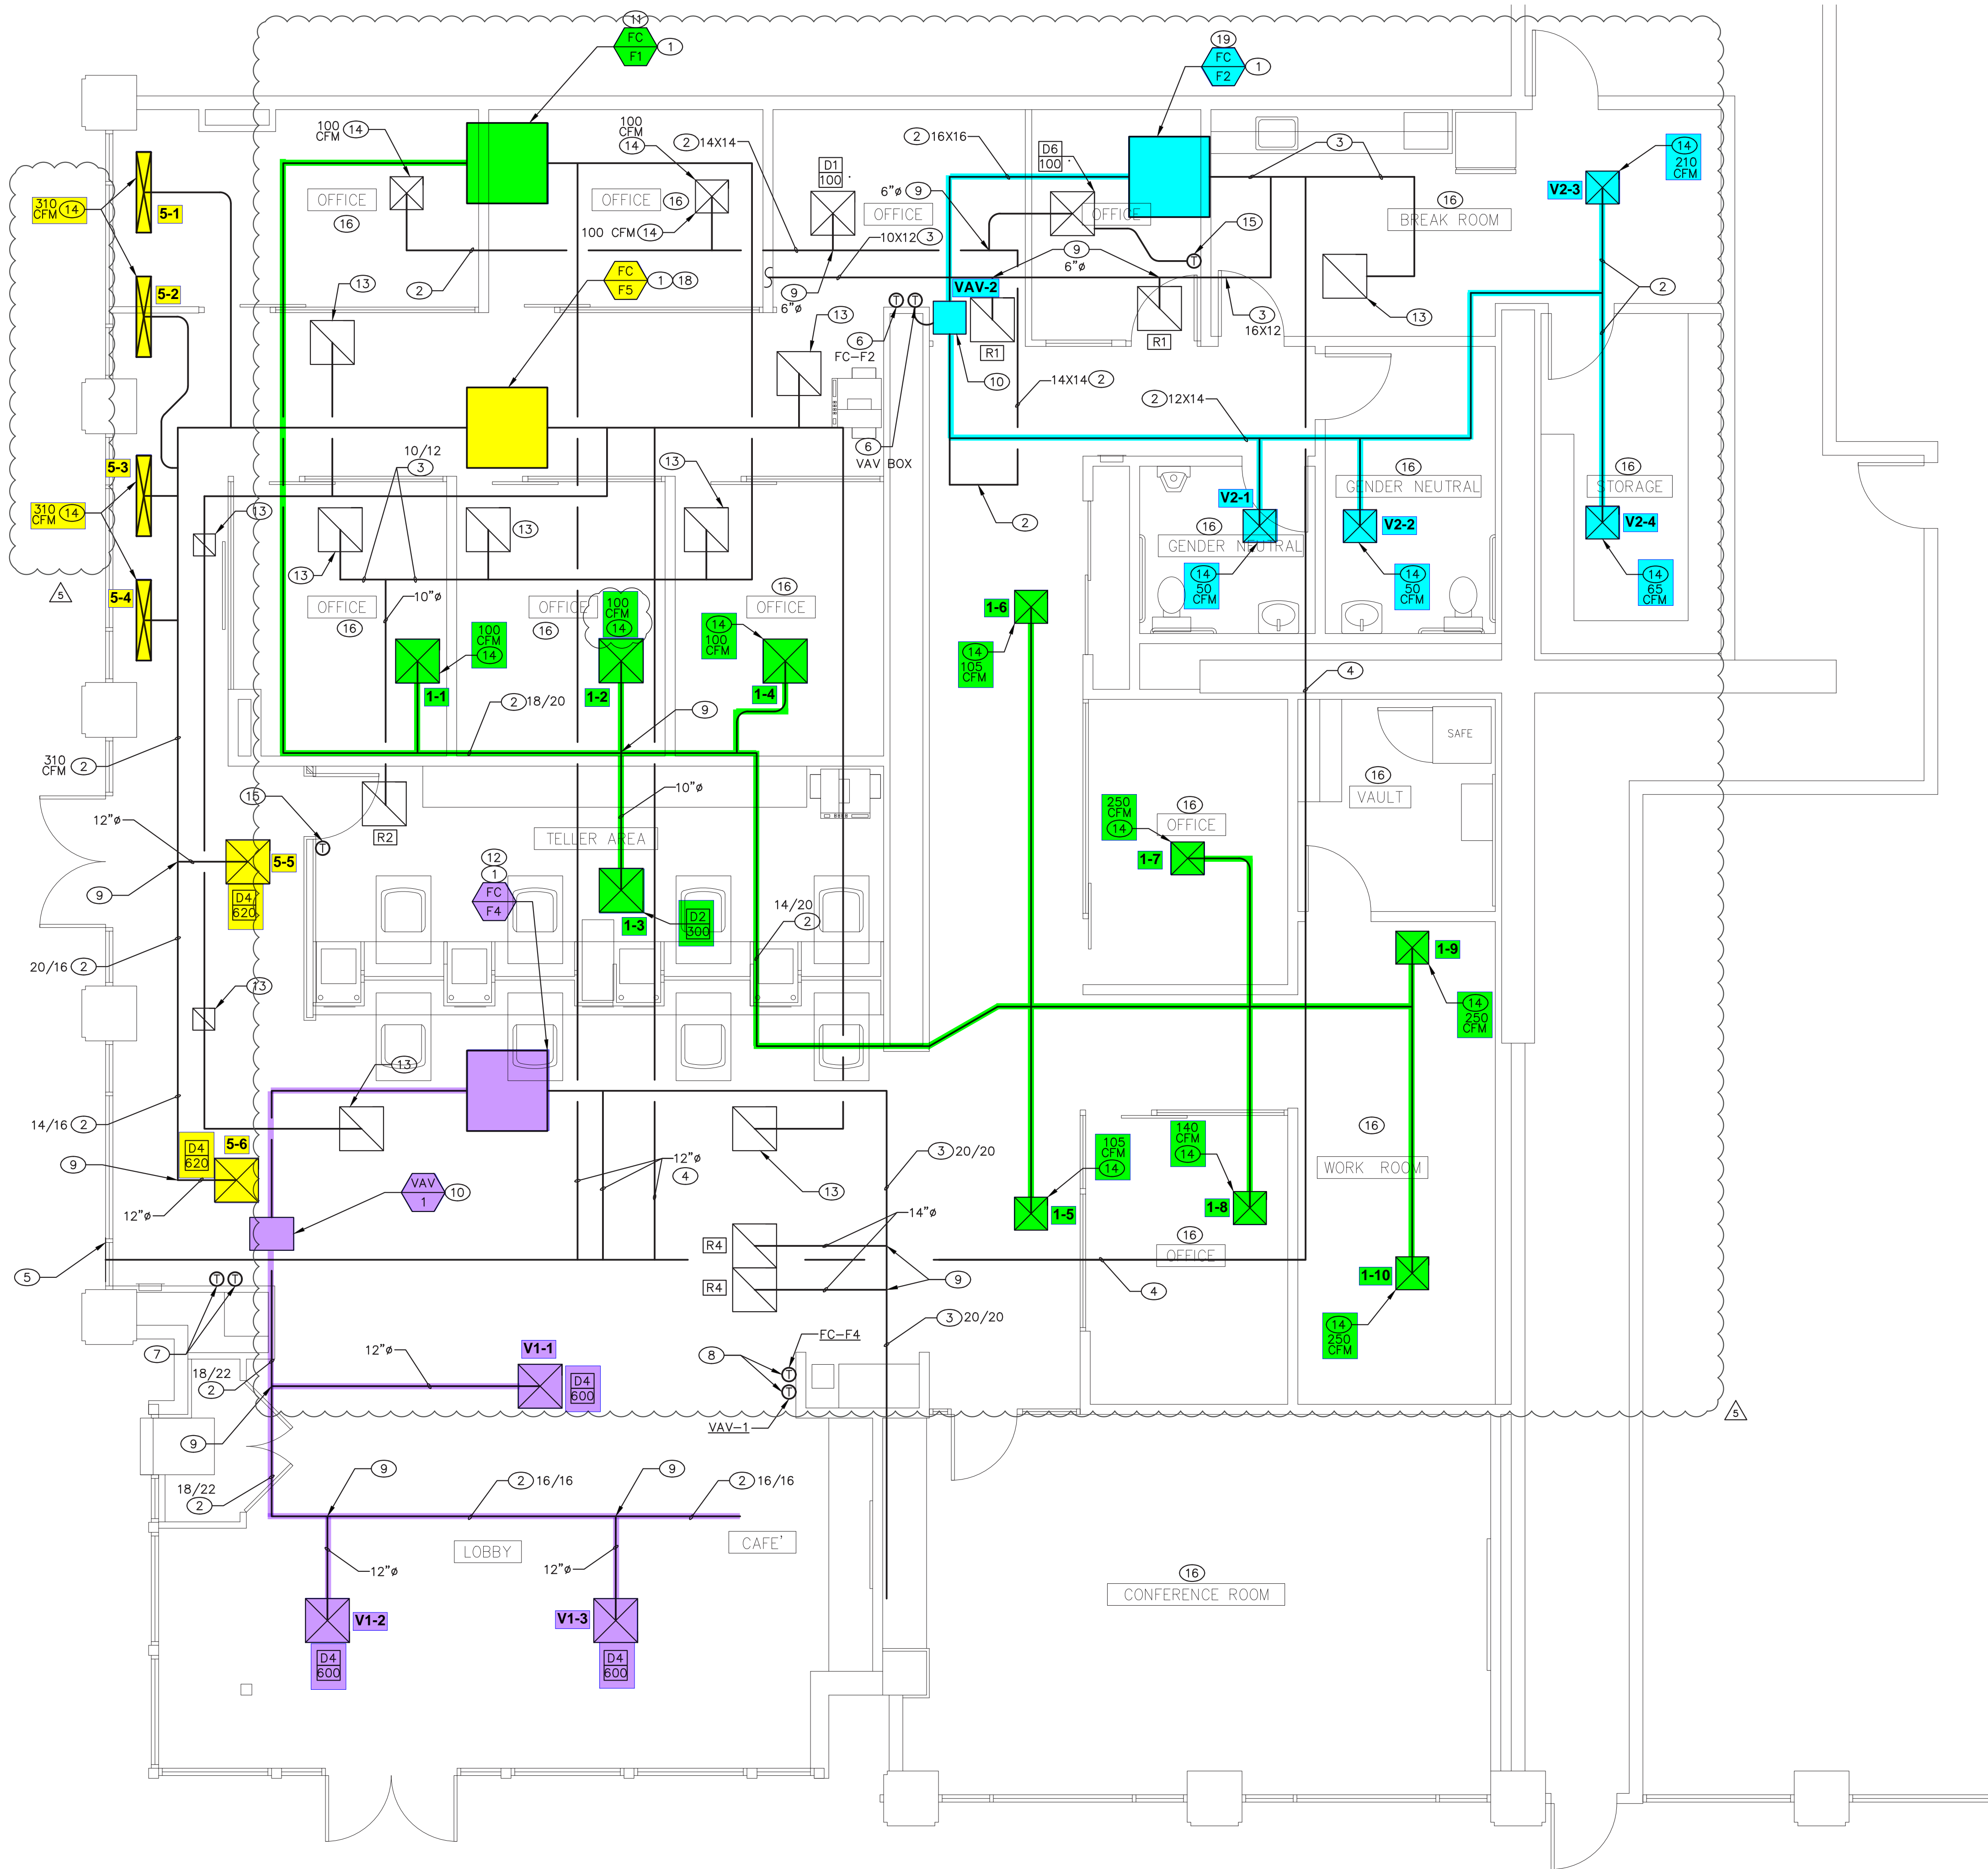 11
FC
F1
1
19
FC
F2
1
100
CFM
14
100
CFM
14
2
14X14
D1
100
2
16X16
D6
100
3
14
210
CFM
V2-3
310
CFM
14
5-1
OFFICE
16
OFFICE
16
100 CFM
14
OFFICE
6"ø
9
OFFICE
15
T
16
BREAK ROOM
10X12
3
9
6"ø
2
FC
F5
1
18
13
9
6"ø
VAV-2
5-2
13
T
T
6
FC-F2
R1
R1
3
16X12
13
2
10
14X14
2
2
12X14
10/12
3
13
6
VAV BOX
5-3
310
CFM
14
13
13
13
2
V2-1
16
GENDER NEUTRAL
V2-2
16
GENDER NEUTRAL
16
STORAGE
V2-4
14
50
CFM
14
50
CFM
14
65
CFM
5
5-4
OFFICE
16
10"ø
OFFICE
16
100
CFM
14
16
OFFICE
100
CFM
14
14
100
CFM
1-1
1-2
1-4
1-6
14
105
CFM
4
2
18/20
9
SAFE
310
CFM
2
15
T
R2
10"ø
16
VAULT
12"ø
TELLER AREA
250
CFM
14
16
OFFICE
1-7
5-5
9
D4
620
12
1
FC
F4
1-3
D2
300
14/20
2
1-9
20/16
2
13
14
250
CFM
13
14/16
2
D4
620
5-6
9
12"ø
VAV
1
10
12"ø
4
13
3
20/20
105
CFM
14
140
CFM
14
16
WORK ROOM
1-5
1-8
14"ø
R4
R4
9
16
OFFICE
4
1-10
5
T
T
7
3
20/20
14
250
CFM
FC-F4
8
T
T
VAV-1
12"ø
V1-1
D4
600
18/22
2
9
5
9
2
16/16
9
2
16/16
18/22
2
LOBBY
CAFE'
12"ø
12"ø
16
CONFERENCE ROOM
V1-2
V1-3
D4
600
D4
600